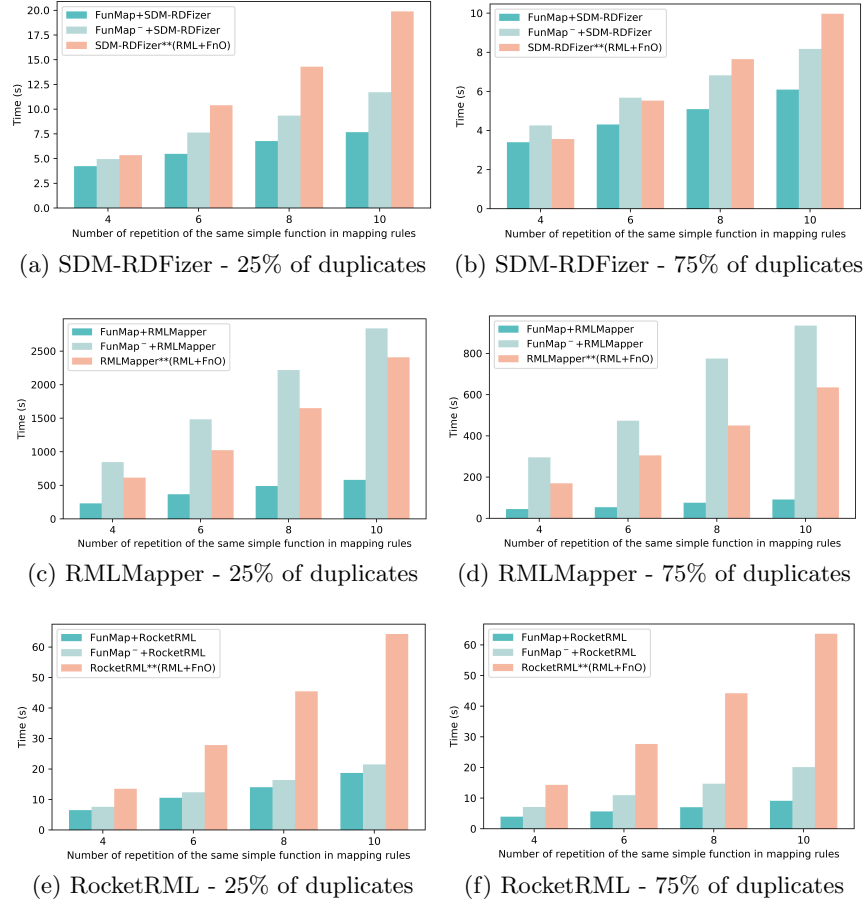 FunMap+SDM-RDFizer
FunMap⁻+SDM-RDFizer
SDM-RDFizer**(RML+FnO)
Time (s)
20.0
17.5
15.0
12.5
10.0
7.5
5.0
2.5
0.0
4 6 8 10
Number of repetition of the same simple function in mapping rules
(a) SDM-RDFizer - 25% of duplicates
FunMap+SDM-RDFizer
FunMap⁻+SDM-RDFizer
SDM-RDFizer**(RML+FnO)
Time (s)
10
8
6
4
2
0
4 6 8 10
Number of repetition of the same simple function in mapping rules
(b) SDM-RDFizer - 75% of duplicates
FunMap+RMLMapper
FunMap⁻+RMLMapper
RMLMapper**(RML+FnO)
Time (s)
2500
2000
1500
1000
500
0
4 6 8 10
Number of repetition of the same simple function in mapping rules
(c) RMLMapper - 25% of duplicates
FunMap+RMLMapper
FunMap⁻+RMLMapper
RMLMapper**(RML+FnO)
Time (s)
800
600
400
200
0
4 6 8 10
Number of repetition of the same simple function in mapping rules
(d) RMLMapper - 75% of duplicates
FunMap+RocketRML
FunMap⁻+RocketRML
RocketRML**(RML+FnO)
Time (s)
60
50
40
30
20
10
0
4 6 8 10
Number of repetition of the same simple function in mapping rules
(e) RocketRML - 25% of duplicates
FunMap+RocketRML
FunMap⁻+RocketRML
RocketRML**(RML+FnO)
Time (s)
60
50
40
30
20
10
0
4 6 8 10
Number of repetition of the same simple function in mapping rules
(f) RocketRML - 75% of duplicates